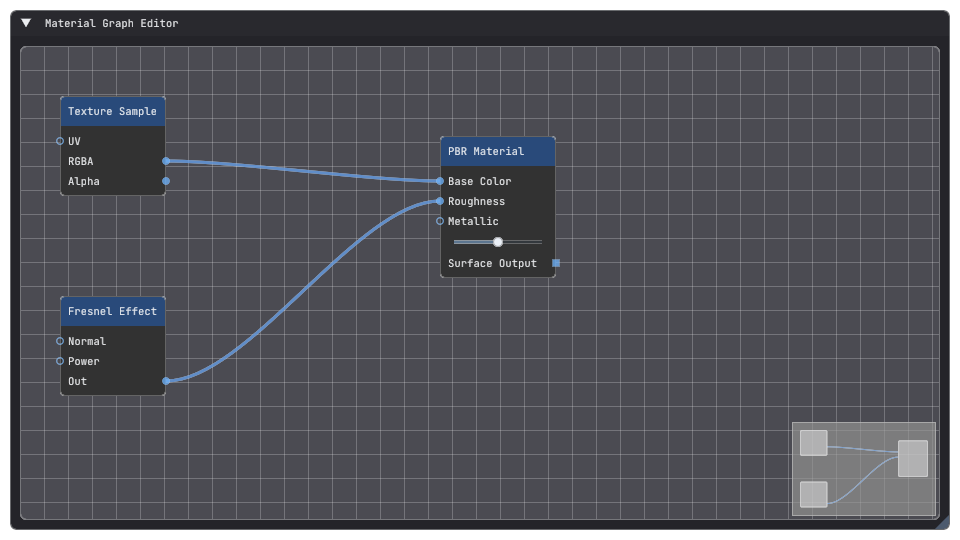 Material Graph Editor
Texture Sample
UV
RGBA
Alpha
PBR Material
Base Color
Roughness
Metallic
Surface Output
Fresnel Effect
Normal
Power
Out